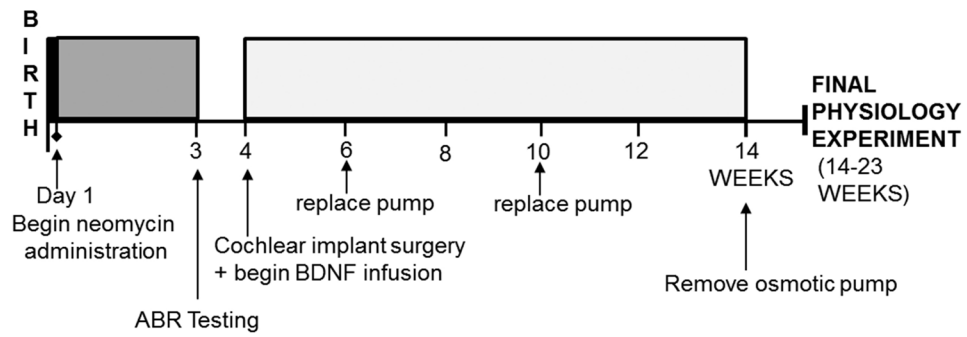 BIRTH
3
4
6
8
10
12
14
WEEKS
FINAL
PHYSIOLOGY
EXPERIMENT
(14-23
WEEKS)
Day 1
Begin neomycin
administration
ABR Testing
Cochlear implant surgery
+ begin BDNF infusion
replace pump
replace pump
Remove osmotic pump